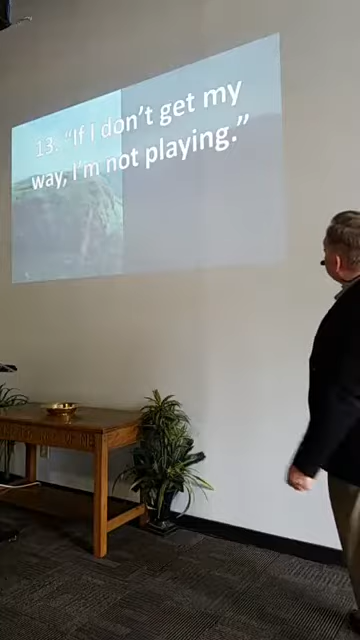 13. “If I don’t get my
way, I’m not playing.”